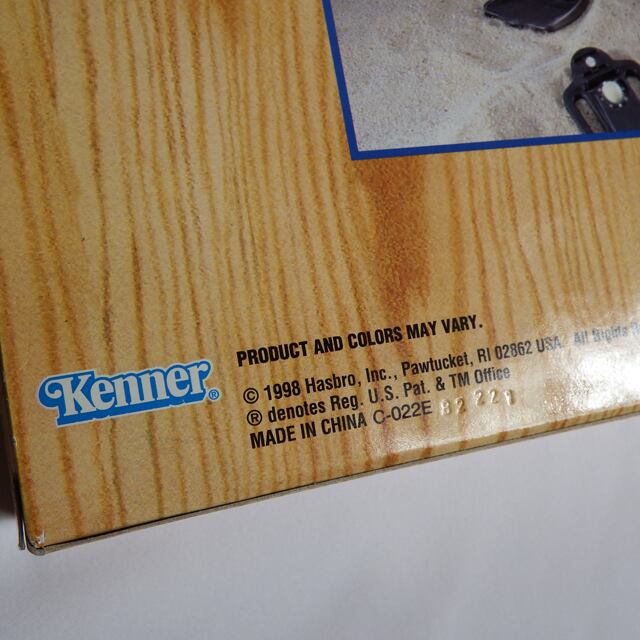 PRODUCT AND COLORS MAY VARY.
Kenner®
© 1998 Hasbro, Inc., Pawtucket, RI 02862 USA All Rights
® denotes Reg. U.S. Pat. & TM Office
MADE IN CHINA C-022E